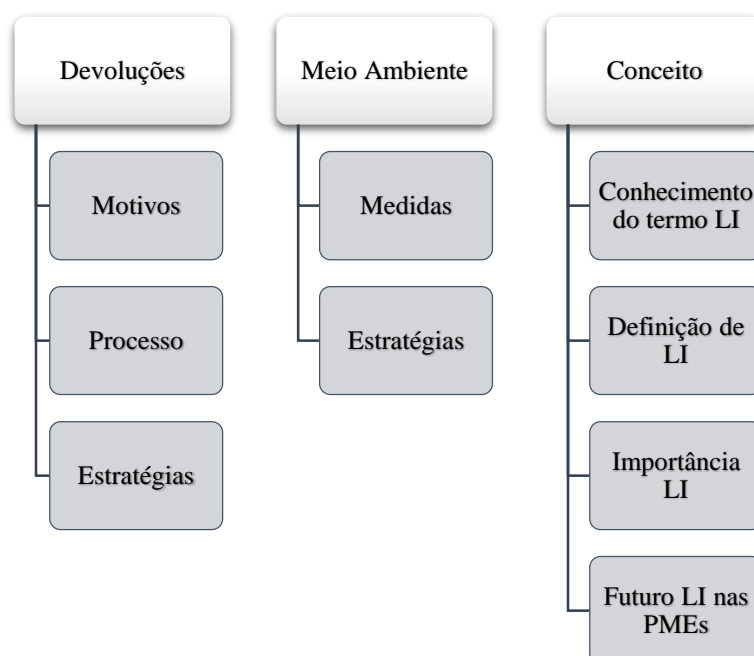 Devoluções
Motivos
Processo
Estratégias
Meio Ambiente
Medidas
Estratégias
Conceito
Conhecimento
do termo LI
Definição de
LI
Importância
LI
Futuro LI nas
PMEs